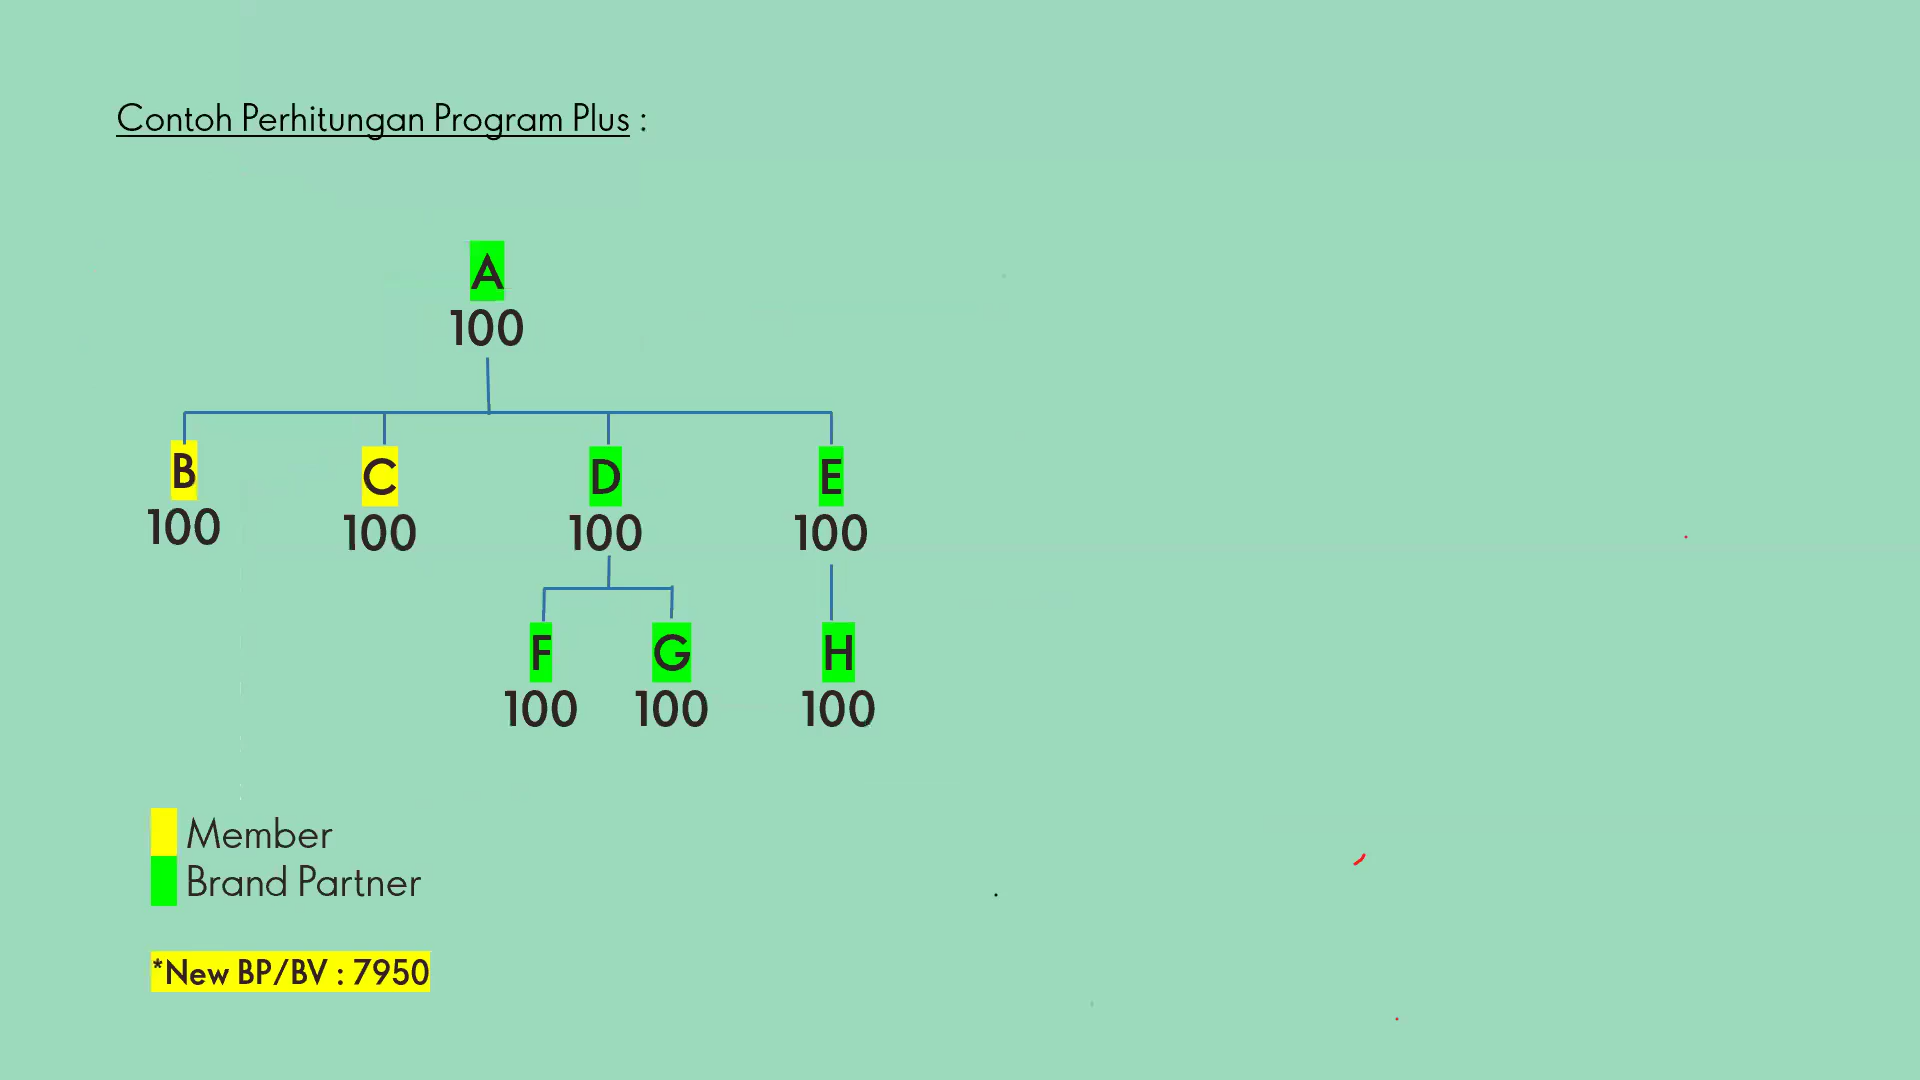 Contoh Perhitungan Program Plus :
A
100
B
C
D
E
100
100
100
100
F
G
H
100
100
100
Member
Brand Partner
*New BP/BV : 7950